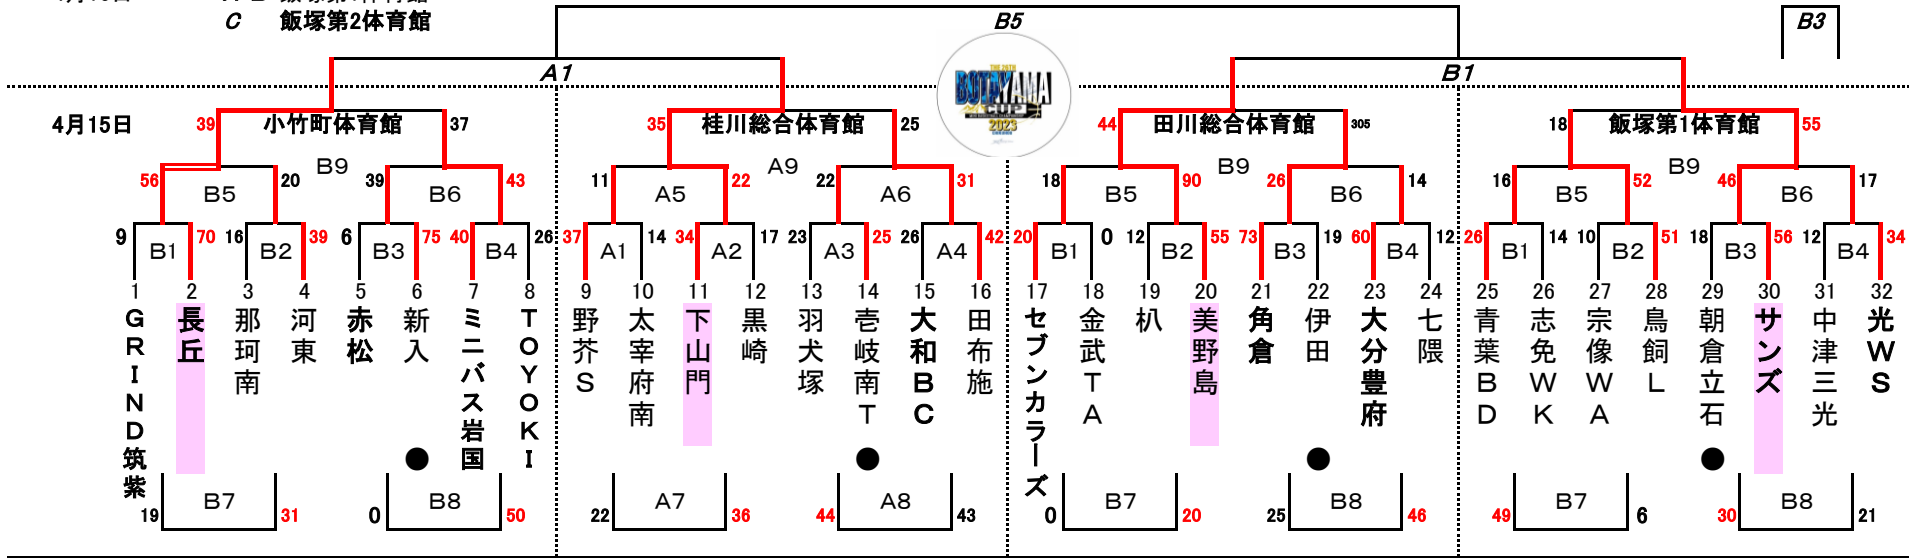 C 飯塚第2体育館
B5
B3
A1
B1
BOTAYAMA
CUP
2023
4月15日
39 小竹町体育館 37
35 桂川総合体育館 25
44 田川総合体育館 305
18 飯塚第1体育館 55
B9 A9 B9 B9
56 20 39 43 11 22 22 31 18 90 26 14 16 52 46 17
B5 B6 A5 A6 B5 B6 B5 B6
9 70 16 39 6 75 40 26 37 14 34 17 23 25 26 42 20 0 12 55 73 19 60 12 26 14 10 51 18 56 12 34
B1 B2 B3 B4 A1 A2 A3 A4 B1 B2 B3 B4 B1 B2 B3 B4
1 2 3 4 5 6 7 8 9 10 11 12 13 14 15 16 17 18 19 20 21 22 23 24 25 26 27 28 29 30 31 32
GRIND筑紫
長丘
那珂南
河東
赤松
新入
ミニバス岩国
TOYOKI
野芥S
太宰府南
下山門
黒崎
羽犬塚
壱岐南T
大和BC
田布施
セブンカラーズ
金武TA
朳
美野島
角倉
伊田
大分豊府
七隈
青葉BD
志免WK
宗像WA
鳥飼L
朝倉立石
サンズ
中津三光
光WS
● ● ● ●
B7 B8 A7 A8 B7 B8 B7 B8
19 31 0 50 22 36 44 43 0 20 25 46 49 6 30 21